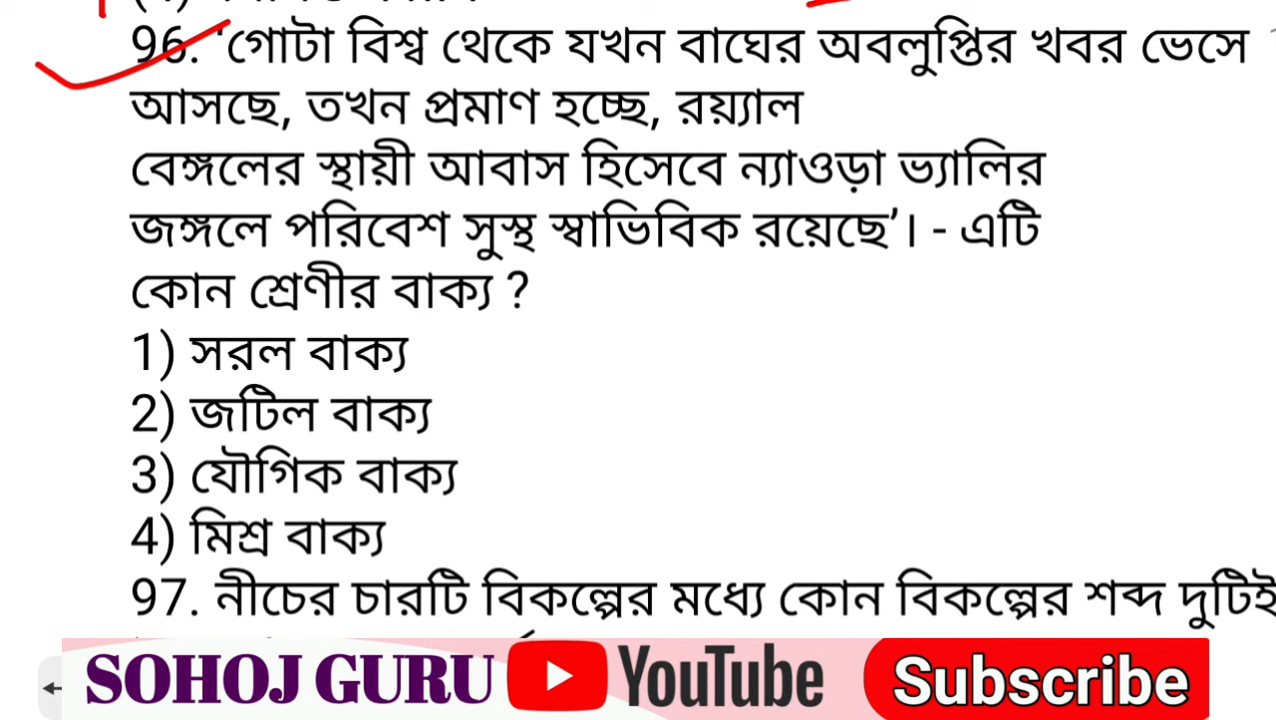 96. 'গোটা বিশ্ব থেকে যখন বাঘের অবলুপ্তির খবর ভেসে
আসছে, তখন প্রমাণ হচ্ছে, রয়্যাল
বেঙ্গলের স্থায়ী আবাস হিসেবে ন্যাওড়া ভ্যালির
জঙ্গলে পরিবেশ সুস্থ স্বাভিবিক রয়েছে'। - এটি
কোন শ্রেণীর বাক্য ?
1) সরল বাক্য
2) জটিল বাক্য
3) যৌগিক বাক্য
4) মিশ্র বাক্য
97. নীচের চারটি বিকল্পের মধ্যে কোন বিকল্পের শব্দ দুটিই
SOHOJ GURU YouTube Subscribe